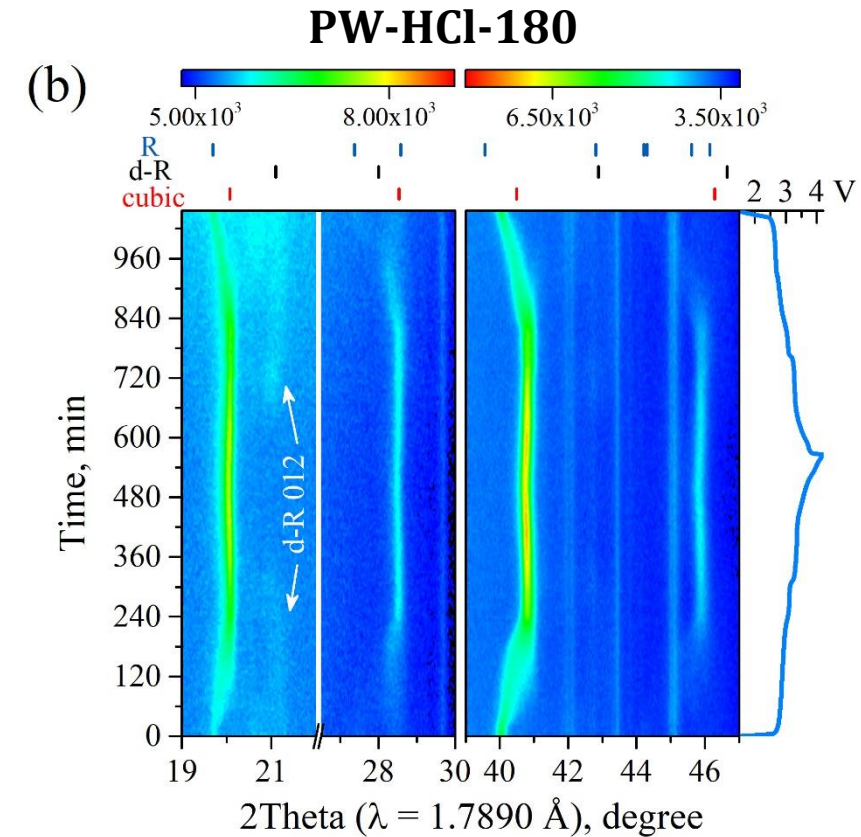 PW-HCl-180
(b)
5.00x10³ 8.00x10³ 6.50x10³ 3.50x10³
R
d-R
cubic
2 3 4 V
960
840
720
600
480
360
240
120
0
Time, min
d-R 012
19 21 28 30 40 42 44 46
2Theta (λ = 1.7890 Å), degree